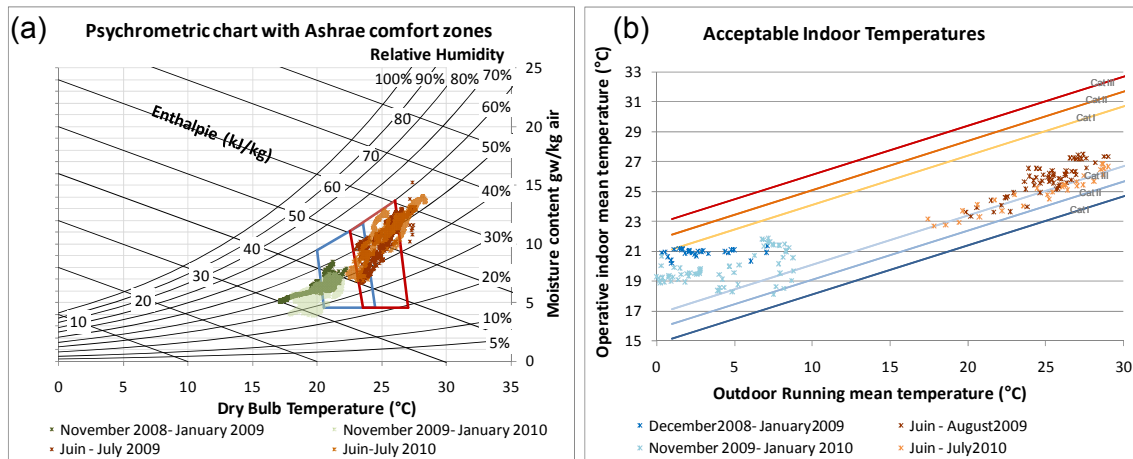 (a)
Psychrometric chart with Ashrae comfort zones
Relative Humidity
100% 90% 80% 70%
60%
50%
40%
30%
20%
10%
5%
Enthalpie (kJ/kg)
10
20
30
40
50
60
70
80
25
20
15
10
5
0
Moisture content gw/kg air
0 5 10 15 20 25 30 35
Dry Bulb Temperature (°C)
November 2008- January 2009
November 2009- January 2010
Juin - July 2009
Juin-July 2010
(b)
Acceptable Indoor Temperatures
Operative indoor mean temperature (°C)
33
31
29
27
25
23
21
19
17
15
Cat III
Cat II
Cat I
Cat III
Cat II
Cat I
0 5 10 15 20 25 30
Outdoor Running mean temperature (°C)
December2008-January2009
Juin - August2009
November 2009- January 2010
Juin - July2010